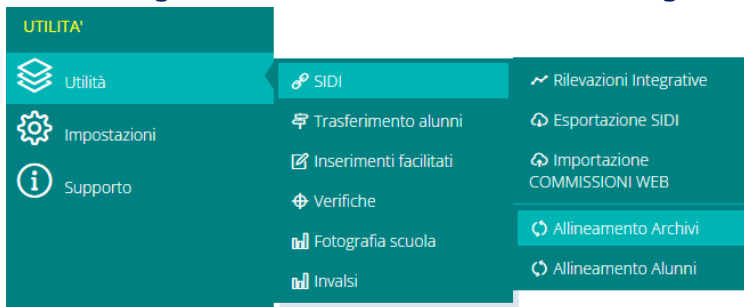 UTILITA'
Utilità
Impostazioni
Supporto
SIDI
Trasferimento alunni
Inserimenti facilitati
Verifiche
Fotografia scuola
Invalsi
Rilevazioni Integrative
Esportazione SIDI
Importazione
COMMISSIONI WEB
Allineamento Archivi
Allineamento Alunni